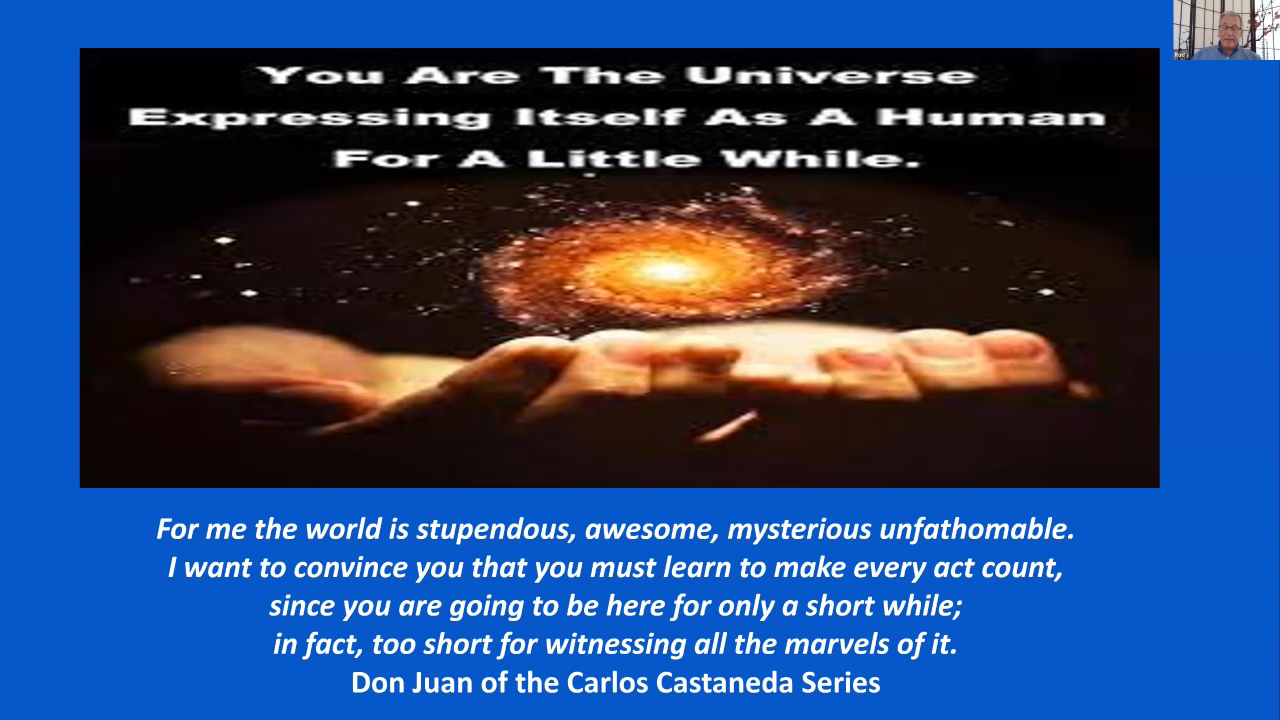 You Are The Universe
Expressing Itself As A Human
For A Little While.
For me the world is stupendous, awesome, mysterious unfathomable.
I want to convince you that you must learn to make every act count,
since you are going to be here for only a short while;
in fact, too short for witnessing all the marvels of it.
Don Juan of the Carlos Castaneda Series